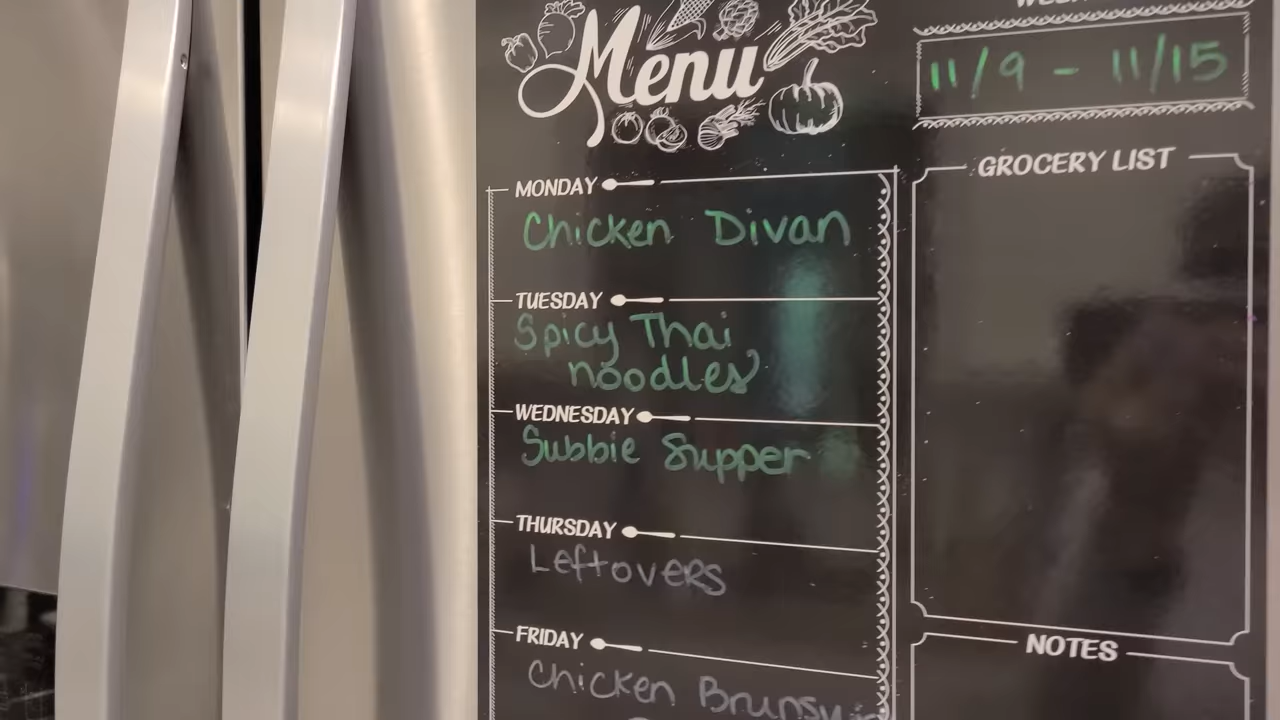 Menu
11/9 - 11/15
MONDAY
Chicken Divan
TUESDAY
Spicy Thai
noodles
WEDNESDAY
Subbie Supper
THURSDAY
Leftovers
FRIDAY
Chicken
GROCERY LIST
NOTES